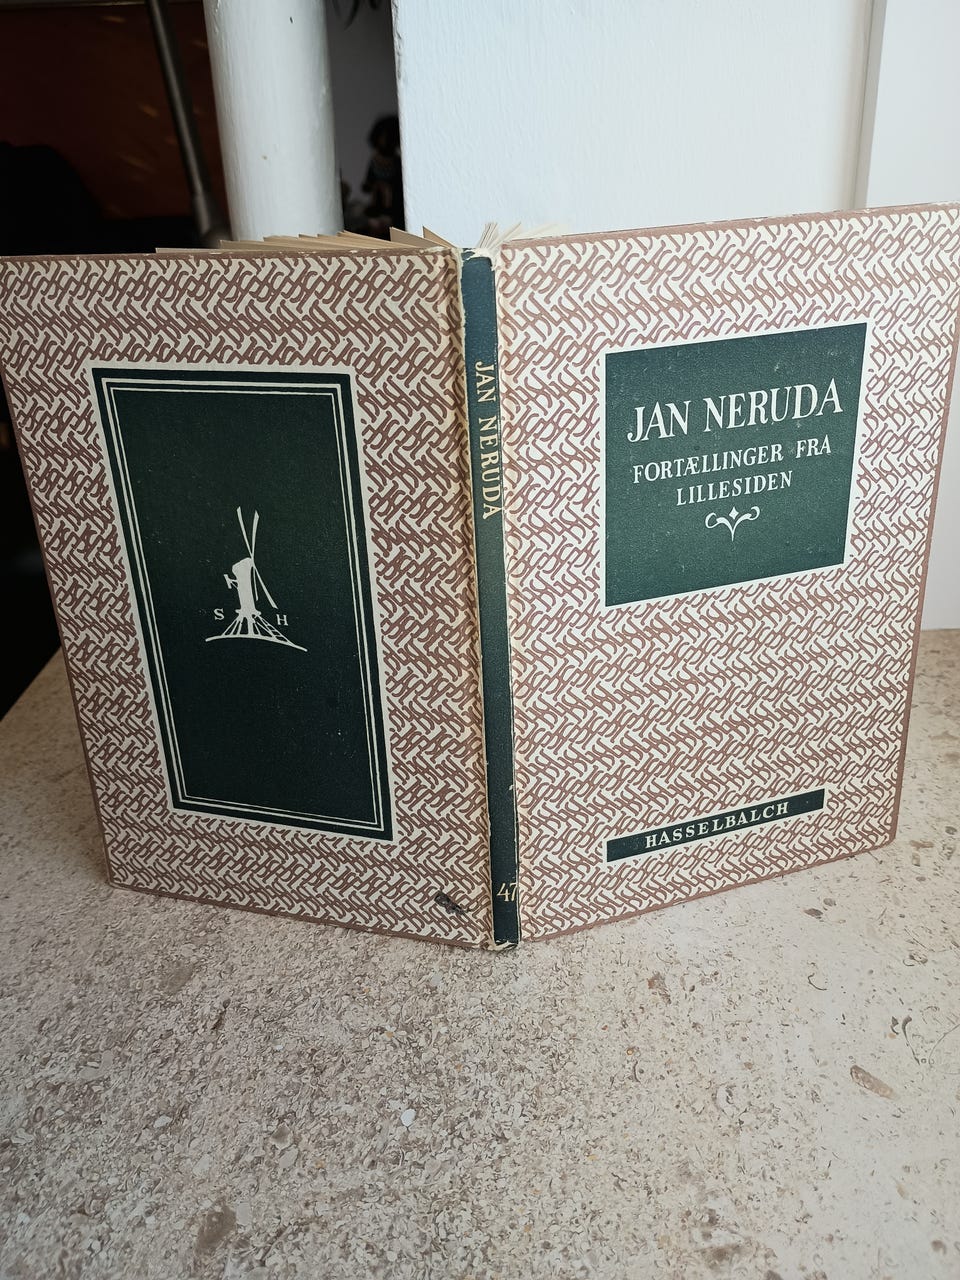 JAN NERUDA
FORTÆLLINGER FRA
LILLESIDEN
HASSELBALCH
JAN NERUDA
47
S H